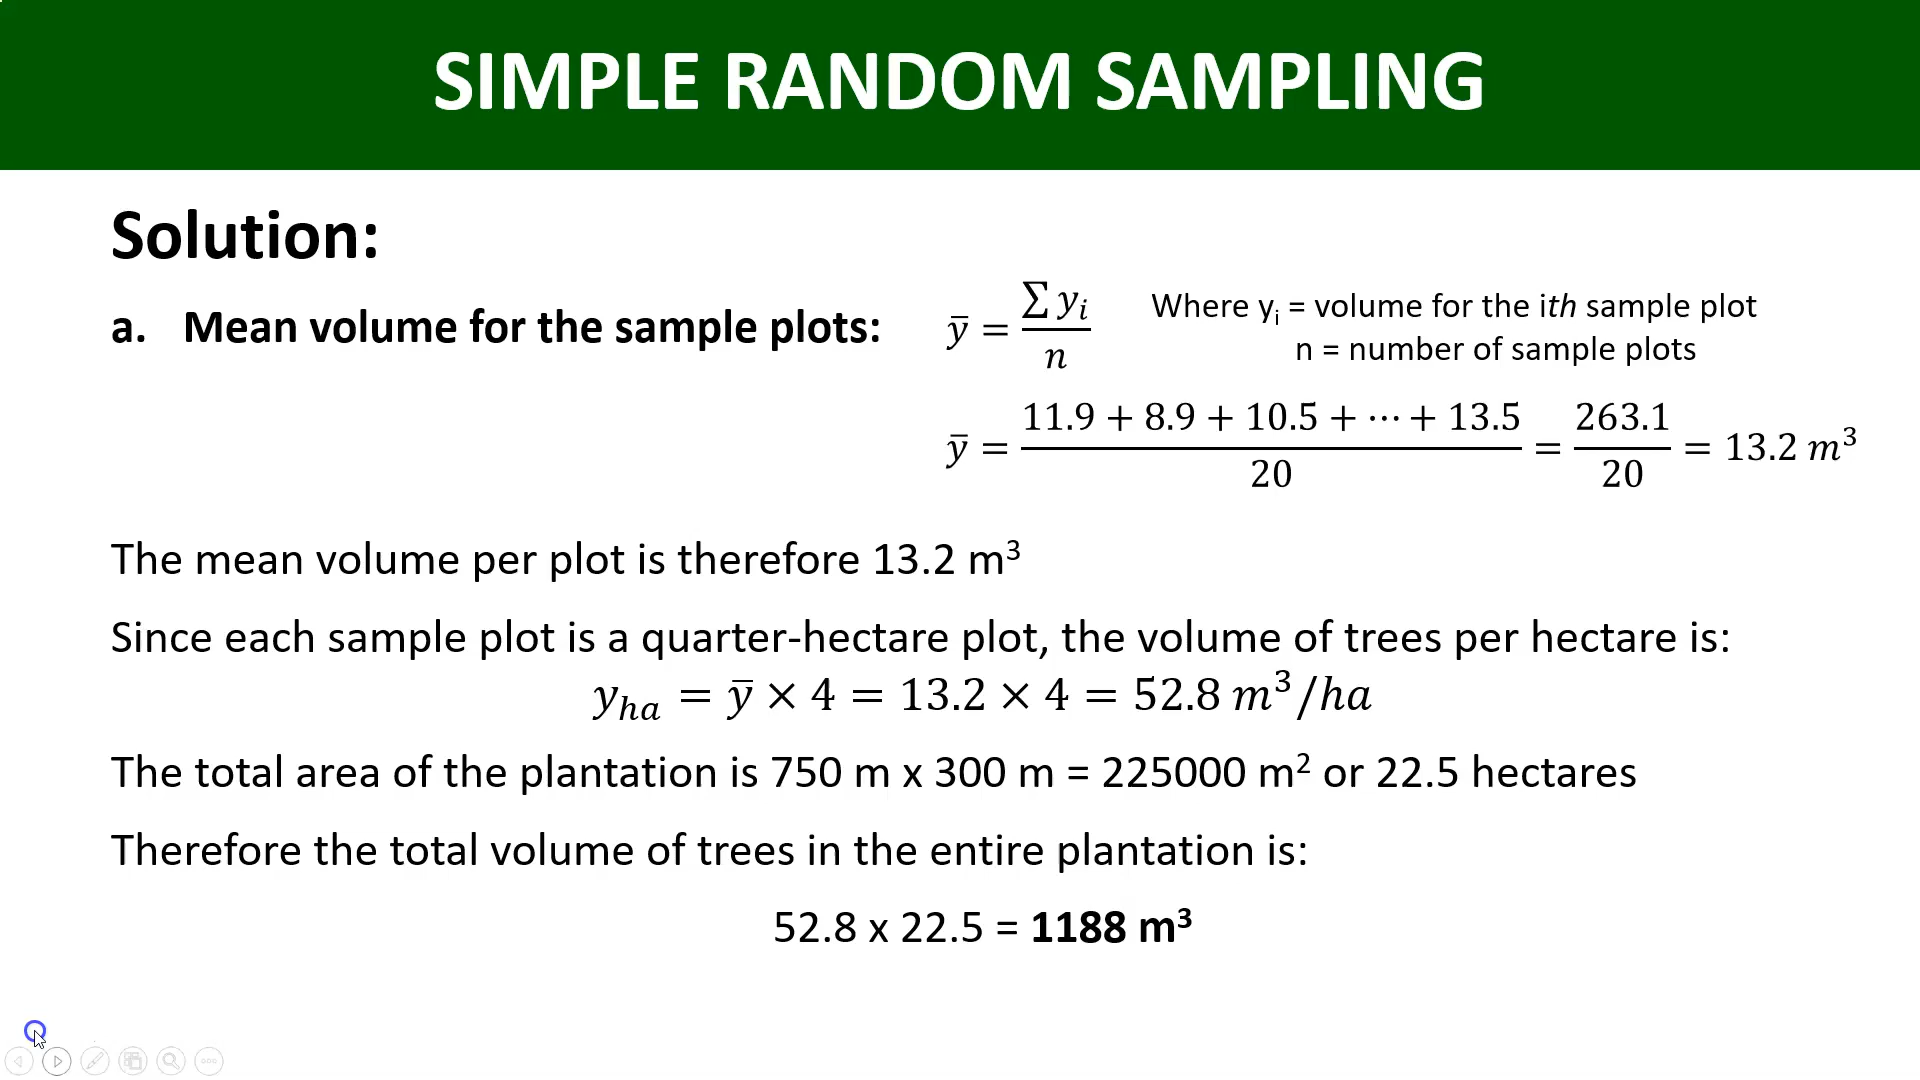 SIMPLE RANDOM SAMPLING
Solution:
a. Mean volume for the sample plots:
ȳ = ∑ yᵢ / n
Where yᵢ = volume for the ith sample plot
n = number of sample plots
ȳ = (11.9 + 8.9 + 10.5 + ⋯ + 13.5) / 20 = 263.1 / 20 = 13.2 m³
The mean volume per plot is therefore 13.2 m³
Since each sample plot is a quarter-hectare plot, the volume of trees per hectare is:
y_ha = ȳ × 4 = 13.2 × 4 = 52.8 m³/ha
The total area of the plantation is 750 m x 300 m = 225000 m² or 22.5 hectares
Therefore the total volume of trees in the entire plantation is:
52.8 x 22.5 = 1188 m³